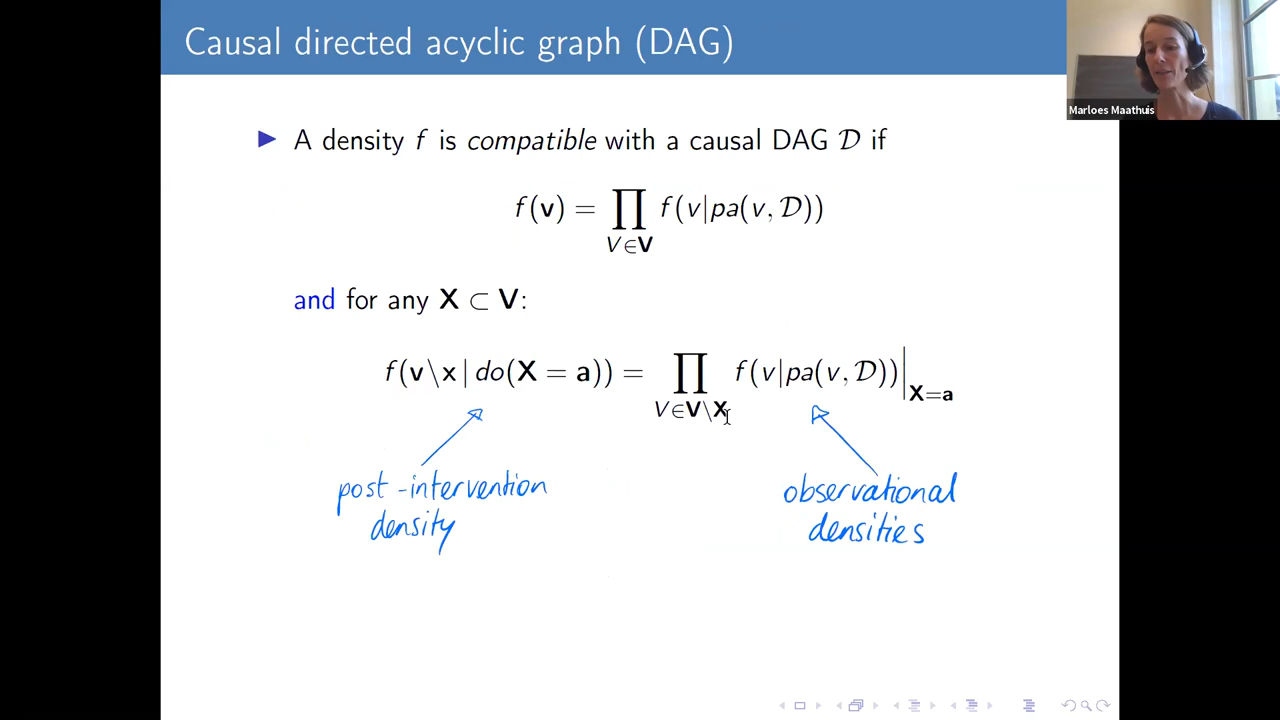 Causal directed acyclic graph (DAG)
Marloes Maathuis
▶ A density f is compatible with a causal DAG 𝒟 if
f(v) = ∏_{V∈V} f(v|pa(v, 𝒟))
and for any X ⊂ V:
f(v\x | do(X = a)) = ∏_{V∈V\X} f(v|pa(v, 𝒟))|_{X=a}
post-intervention density
observational densities